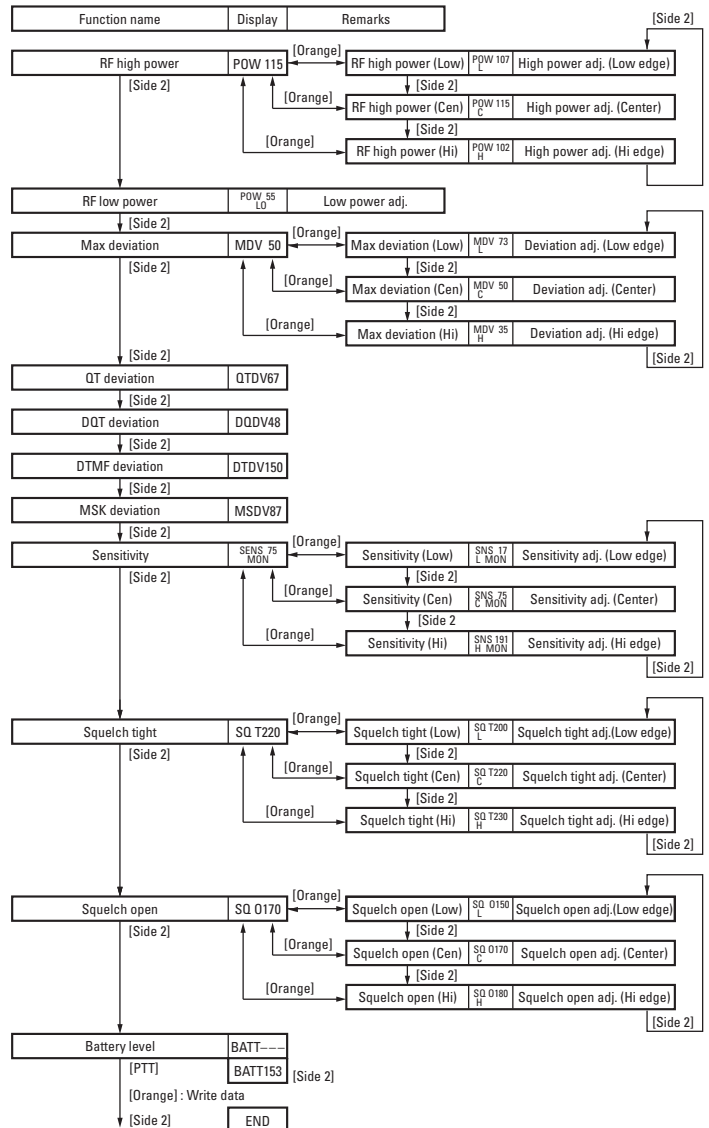 Function name Display Remarks
[Side 2]
RF high power POW 115 [Orange] RF high power (Low) POW 107 L High power adj. (Low edge)
[Side 2] [Side 2]
[Orange] RF high power (Cen) POW 115 C High power adj. (Center)
[Side 2]
[Orange] RF high power (Hi) POW 102 H High power adj. (Hi edge)
RF low power POW 55 LO Low power adj.
[Side 2]
Max deviation MDV 50 [Orange] Max deviation (Low) MDV 73 L Deviation adj. (Low edge)
[Side 2] [Side 2]
[Orange] Max deviation (Cen) MDV 50 C Deviation adj. (Center)
[Side 2]
[Orange] Max deviation (Hi) MDV 35 H Deviation adj. (Hi edge)
[Side 2] [Side 2]
QT deviation QTDV67
[Side 2]
DQT deviation DQDV48
[Side 2]
DTMF deviation DTDV150
[Side 2]
MSK deviation MSDV87
[Side 2]
Sensitivity SENS 75 MON [Orange] Sensitivity (Low) SNS 17 L MON Sensitivity adj. (Low edge)
[Side 2] [Side 2]
[Orange] Sensitivity (Cen) SNS 75 C MON Sensitivity adj. (Center)
[Side 2
[Orange] Sensitivity (Hi) SNS 191 H MON Sensitivity adj. (Hi edge)
[Side 2]
Squelch tight SQ T220 [Orange] Squelch tight (Low) SQ T200 L Squelch tight adj.(Low edge)
[Side 2] [Side 2]
[Orange] Squelch tight (Cen) SQ T220 C Squelch tight adj. (Center)
[Side 2]
[Orange] Squelch tight (Hi) SQ T230 H Squelch tight adj. (Hi edge)
[Side 2]
Squelch open SQ O170 [Orange] Squelch open (Low) SQ O150 L Squelch open adj.(Low edge)
[Side 2] [Side 2]
[Orange] Squelch open (Cen) SQ O170 C Squelch open adj. (Center)
[Side 2]
[Orange] Squelch open (Hi) SQ O180 H Squelch open adj. (Hi edge)
[Side 2]
Battery level BATT–––
[PTT] BATT153 [Side 2]
[Orange] : Write data
[Side 2] END